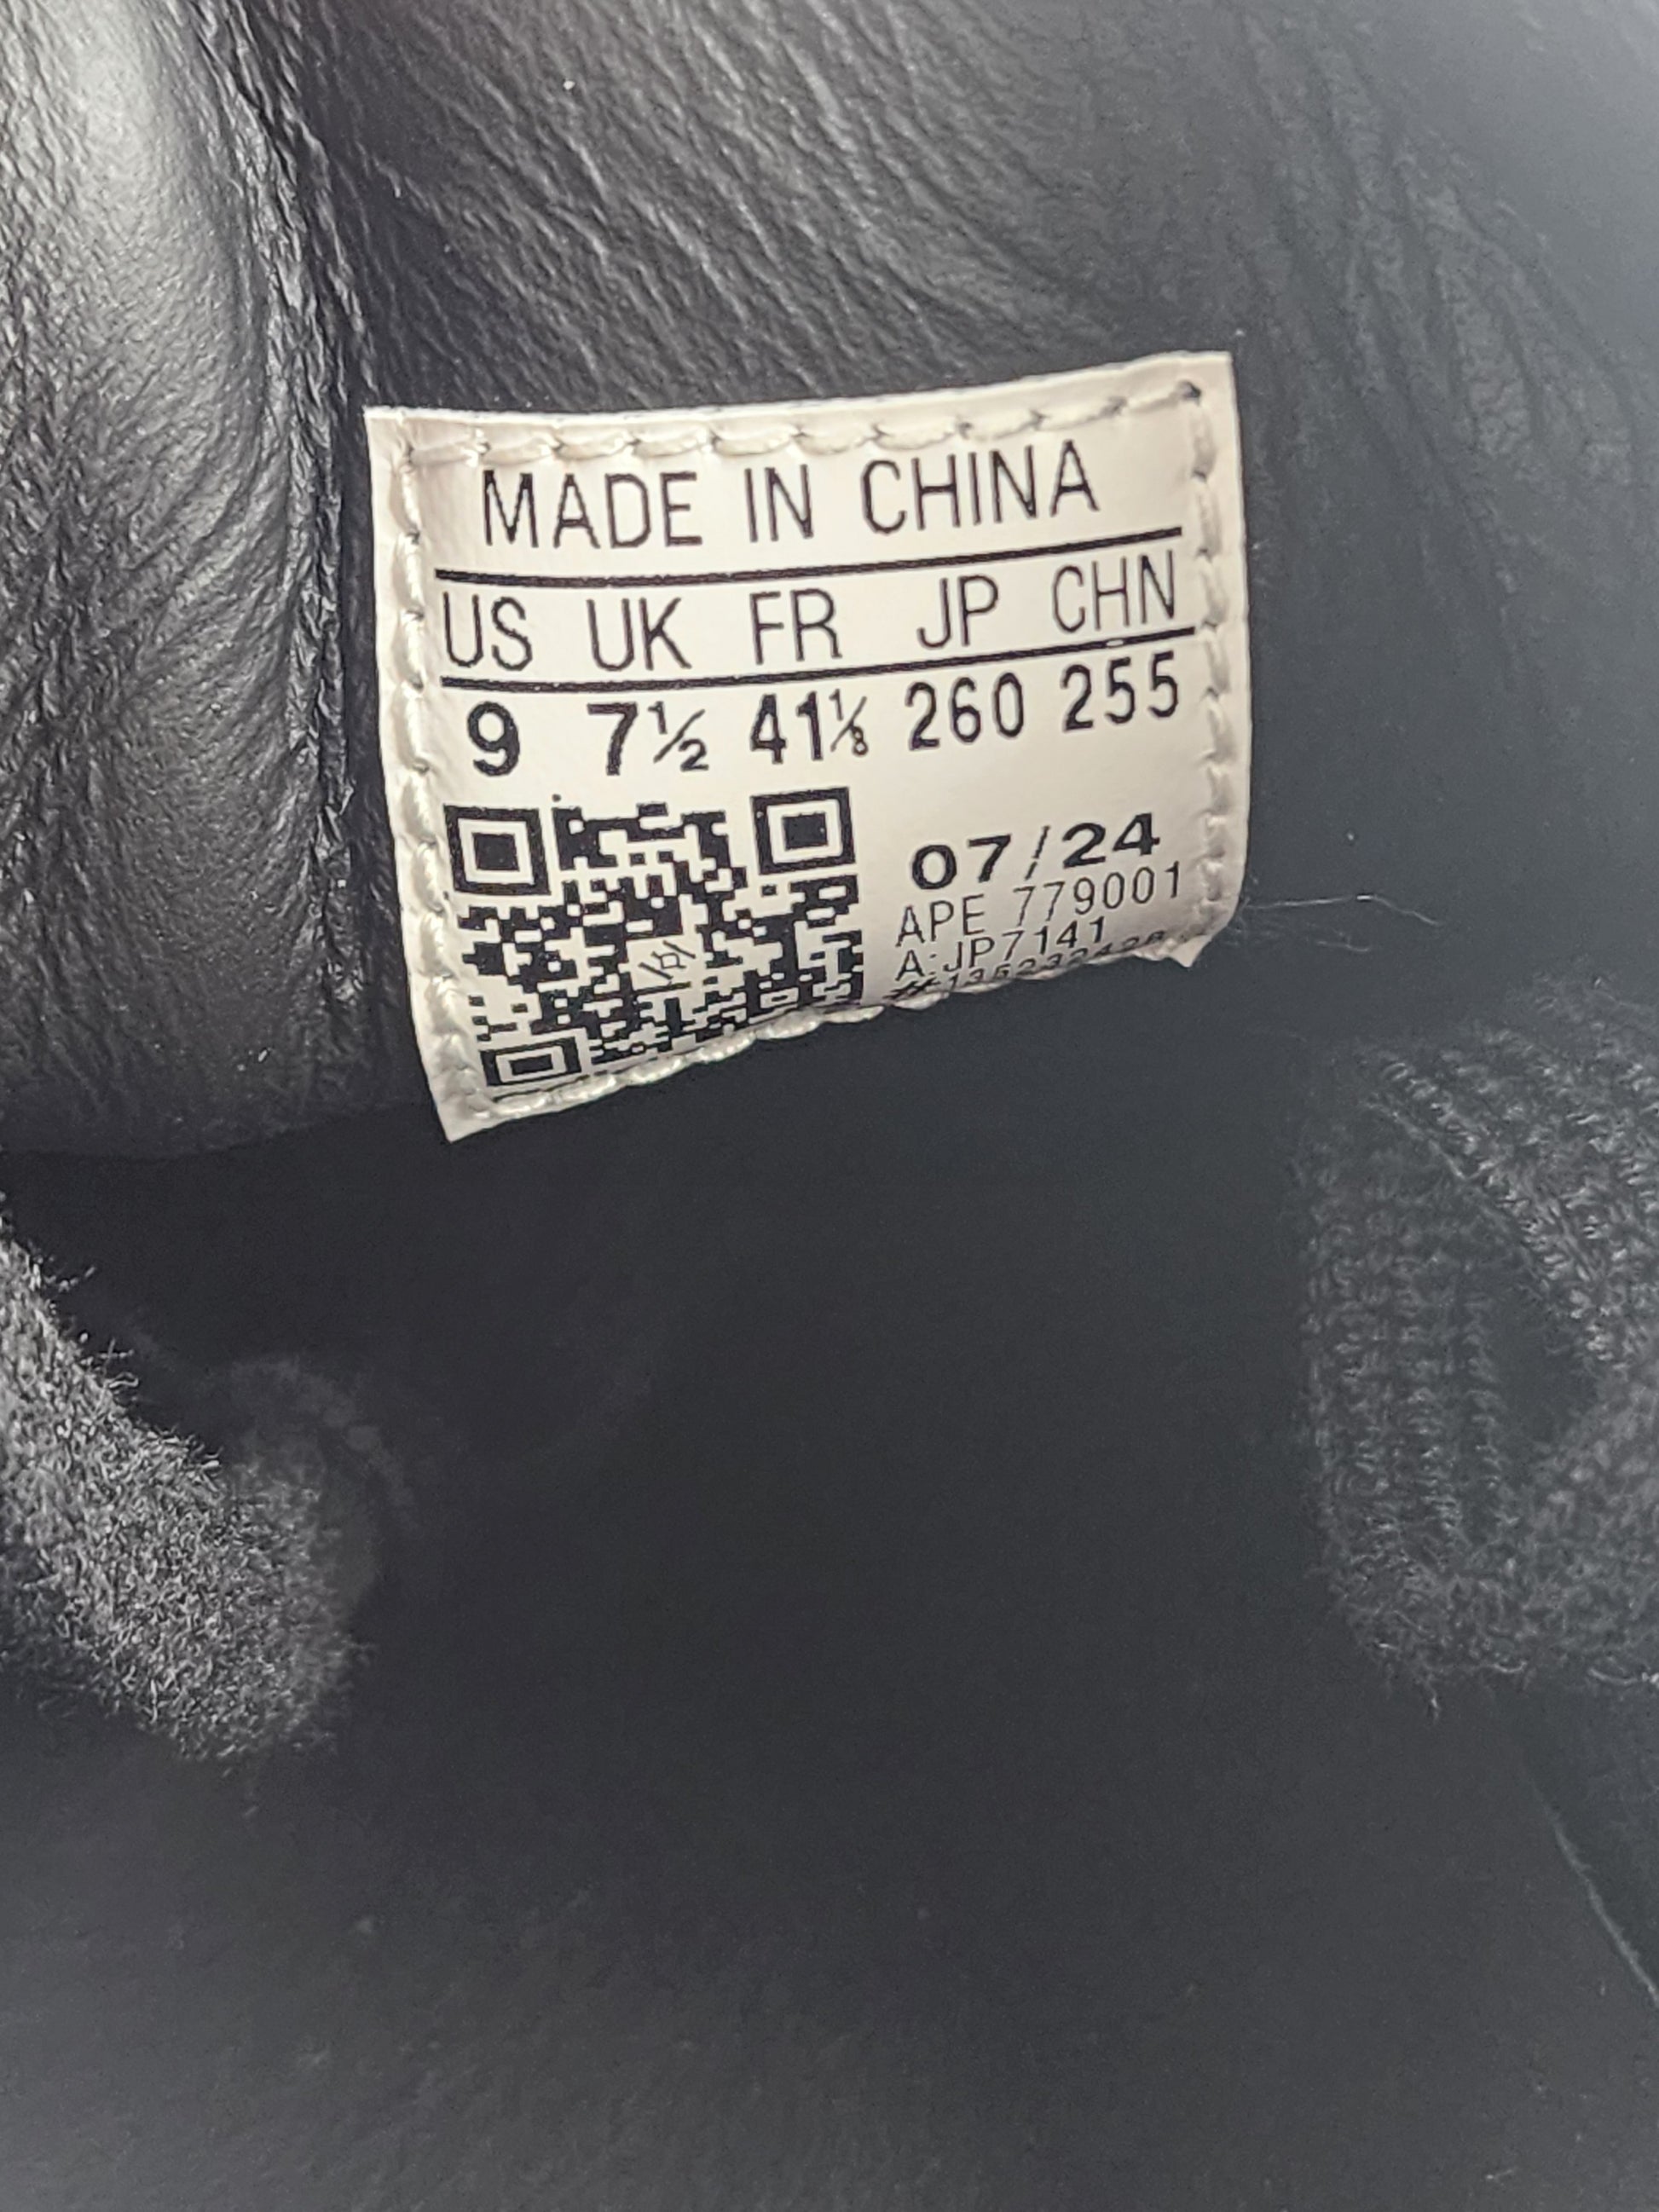 MADE IN CHINA
US UK FR JP CHN
9 7½ 41⅓ 260 255
07/24
APE 779001
A:JP7141